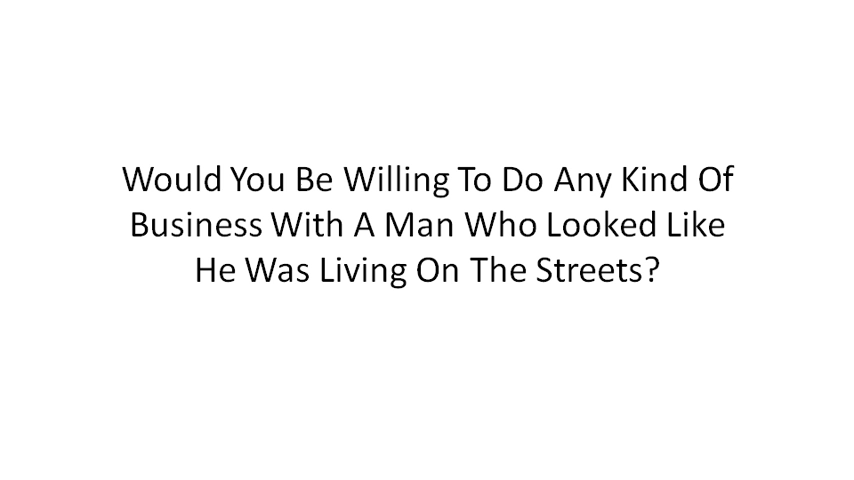 Would You Be Willing To Do Any Kind Of
Business With A Man Who Looked Like
He Was Living On The Streets?